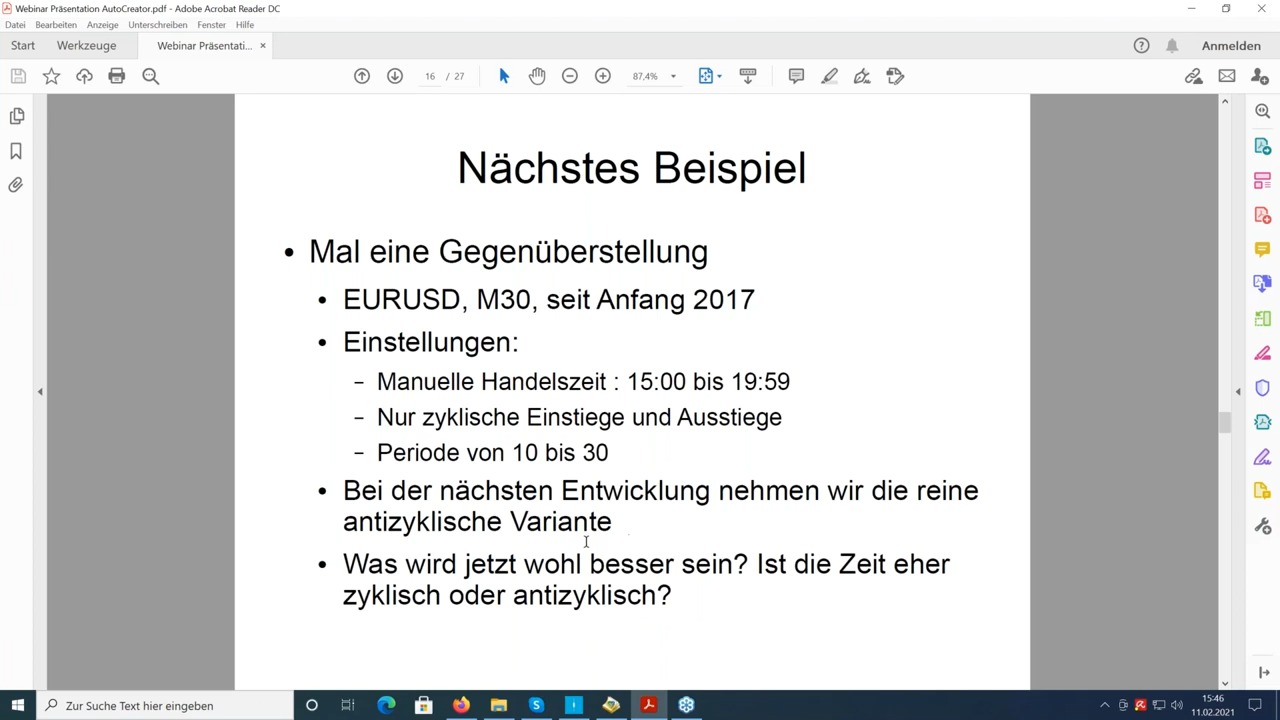 Webinar Präsentation AutoCreator.pdf - Adobe Acrobat Reader DC
Datei Bearbeiten Anzeige Unterschreiben Fenster Hilfe
Start Werkzeuge Webinar Präsentati... Anmelden
16 / 27 87,4%
Nächstes Beispiel
• Mal eine Gegenüberstellung
• EURUSD, M30, seit Anfang 2017
• Einstellungen:
– Manuelle Handelszeit : 15:00 bis 19:59
– Nur zyklische Einstiege und Ausstiege
– Periode von 10 bis 30
• Bei der nächsten Entwicklung nehmen wir die reine
antizyklische Variante
• Was wird jetzt wohl besser sein? Ist die Zeit eher
zyklisch oder antizyklisch?
Zur Suche Text hier eingeben
15:46
11.02.2021